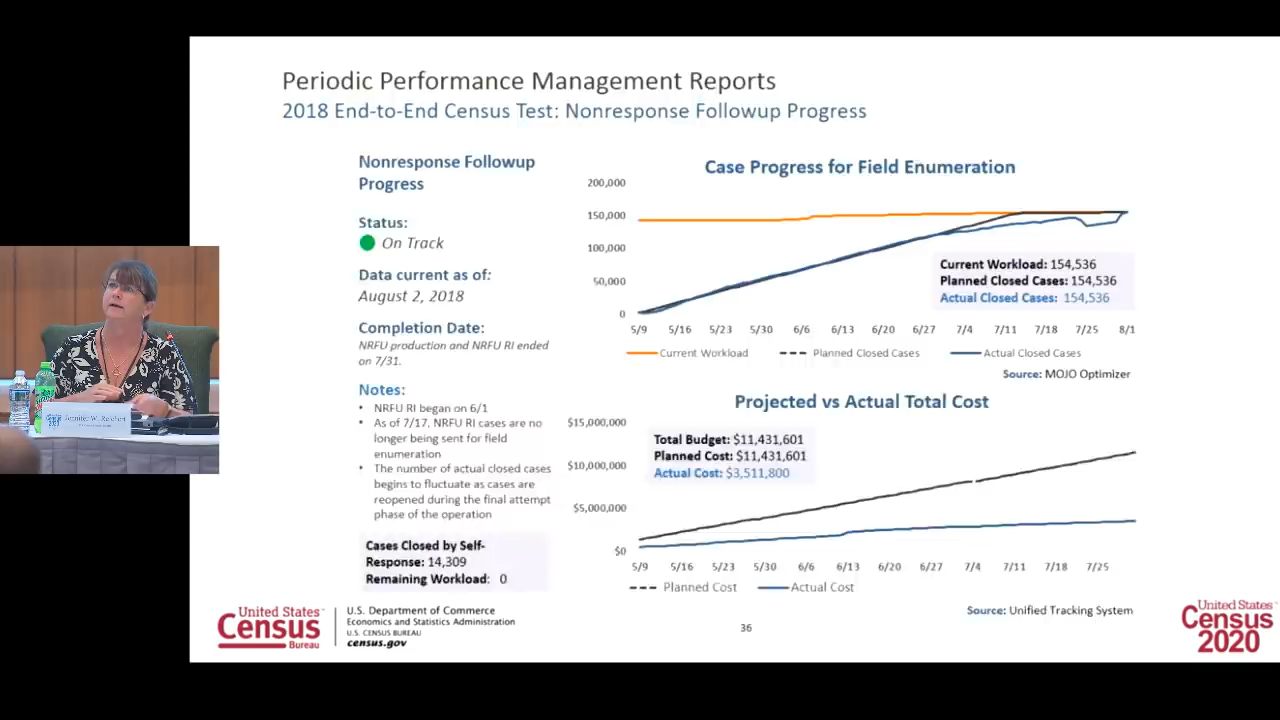 Periodic Performance Management Reports
2018 End-to-End Census Test: Nonresponse Followup Progress
Nonresponse Followup
Progress
Status:
On Track
Data current as of:
August 2, 2018
Completion Date:
NRFU production and NRFU RI ended
on 7/31.
Notes:
• NRFU RI began on 6/1
• As of 7/17, NRFU RI cases are no
longer being sent for field
enumeration
• The number of actual closed cases
begins to fluctuate as cases are
reopened during the final attempt
phase of the operation
Cases Closed by Self-
Response: 14,309
Remaining Workload: 0
Case Progress for Field Enumeration
200,000
150,000
100,000
50,000
0
5/9 5/16 5/23 5/30 6/6 6/13 6/20 6/27 7/4 7/11 7/18 7/25 8/1
Current Workload: 154,536
Planned Closed Cases: 154,536
Actual Closed Cases: 154,536
Current Workload Planned Closed Cases Actual Closed Cases
Source: MOJO Optimizer
Projected vs Actual Total Cost
$15,000,000
$10,000,000
$5,000,000
$0
Total Budget: $11,431,601
Planned Cost: $11,431,601
Actual Cost: $3,511,800
5/9 5/16 5/23 5/30 6/6 6/13 6/20 6/27 7/4 7/11 7/18 7/25
Planned Cost Actual Cost
Source: Unified Tracking System
United States™
Census
Bureau
U.S. Department of Commerce
Economic and Statistics Administration
U.S. CENSUS BUREAU
census.gov
36
United States™
Census
2020
Jennifer W. Reichert